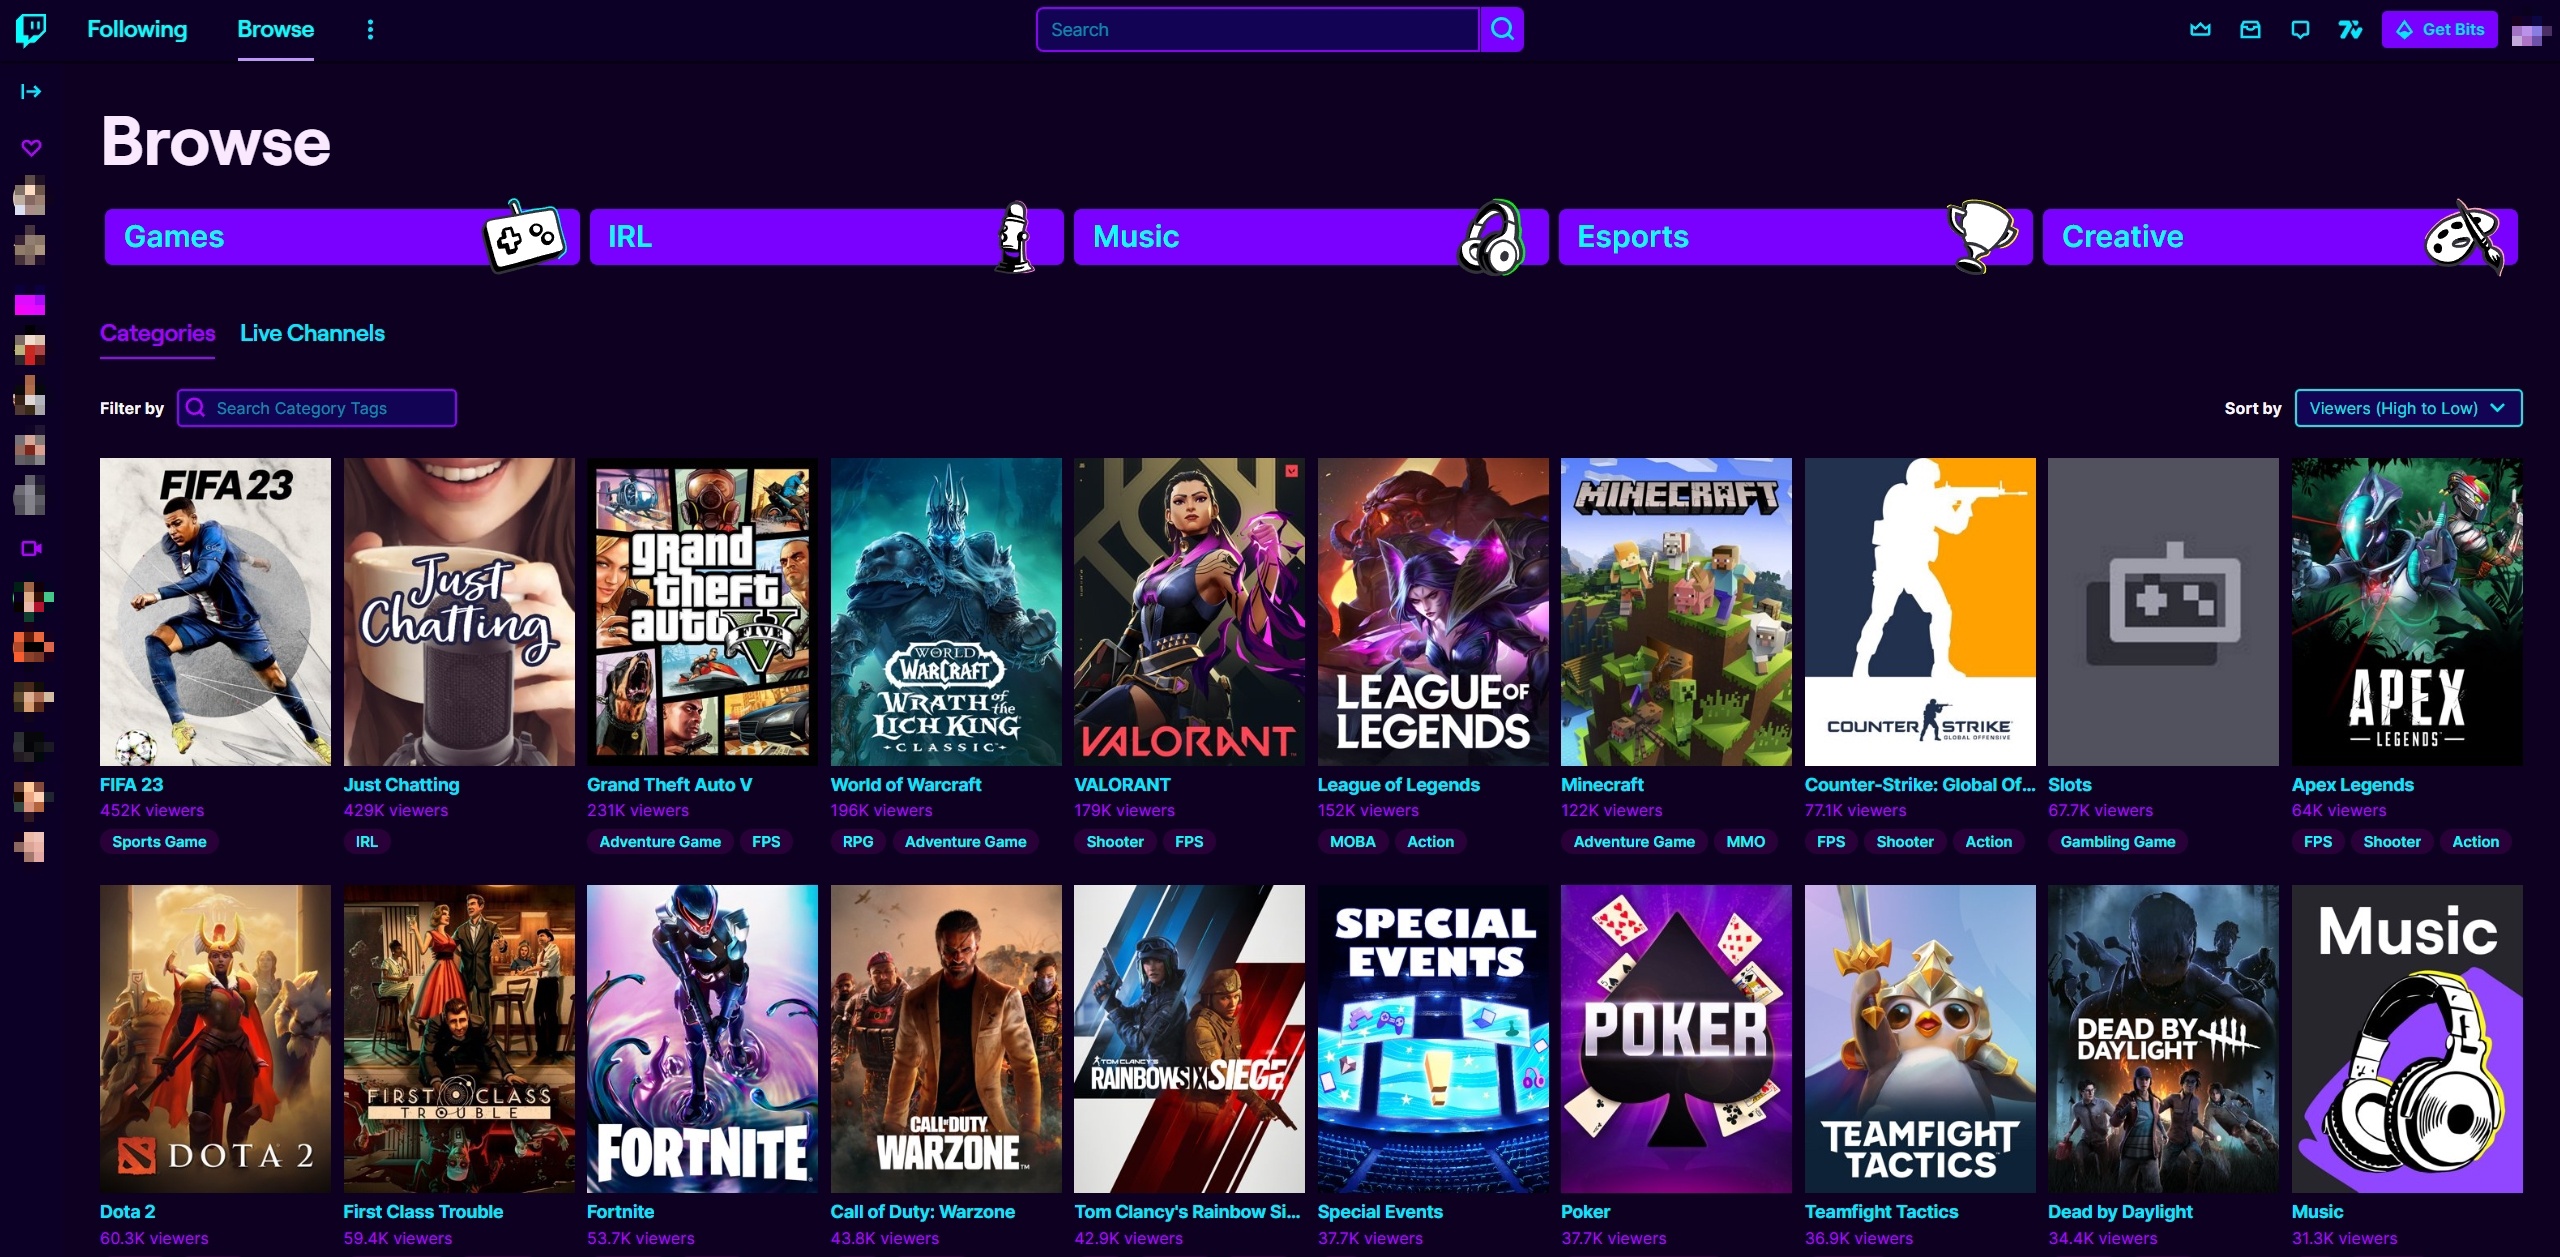 Following Browse Search Get Bits
Browse
Games IRL Music Esports Creative
Categories Live Channels
Filter by Search Category Tags Sort by Viewers (High to Low)
FIFA 23
Just Chatting
grand theft auto V FIVE
WORLD WARCRAFT WRATH of the LICH KING CLASSIC
VALORANT
LEAGUE OF LEGENDS
MINECRAFT
COUNTER STRIKE GLOBAL OFFENSIVE
APEX LEGENDS
FIFA 23 Just Chatting Grand Theft Auto V World of Warcraft VALORANT League of Legends Minecraft Counter-Strike: Global Of... Slots Apex Legends
452K viewers 429K viewers 231K viewers 196K viewers 179K viewers 152K viewers 122K viewers 77.1K viewers 67.7K viewers 64K viewers
Sports Game IRL Adventure Game FPS RPG Adventure Game Shooter FPS MOBA Action Adventure Game MMO FPS Shooter Action Gambling Game FPS Shooter Action
DOTA 2
FIRST CLASS TROUBLE
FORTNITE
CALL OF DUTY WARZONE
TOM CLANCY'S RAINBOW SIX SIEGE
SPECIAL EVENTS
POKER
TEAMFIGHT TACTICS
DEAD BY DAYLIGHT
Music
Dota 2 First Class Trouble Fortnite Call of Duty: Warzone Tom Clancy's Rainbow Si... Special Events Poker Teamfight Tactics Dead by Daylight Music
60.3K viewers 59.4K viewers 53.7K viewers 43.8K viewers 42.9K viewers 37.7K viewers 37.7K viewers 36.9K viewers 34.4K viewers 31.3K viewers